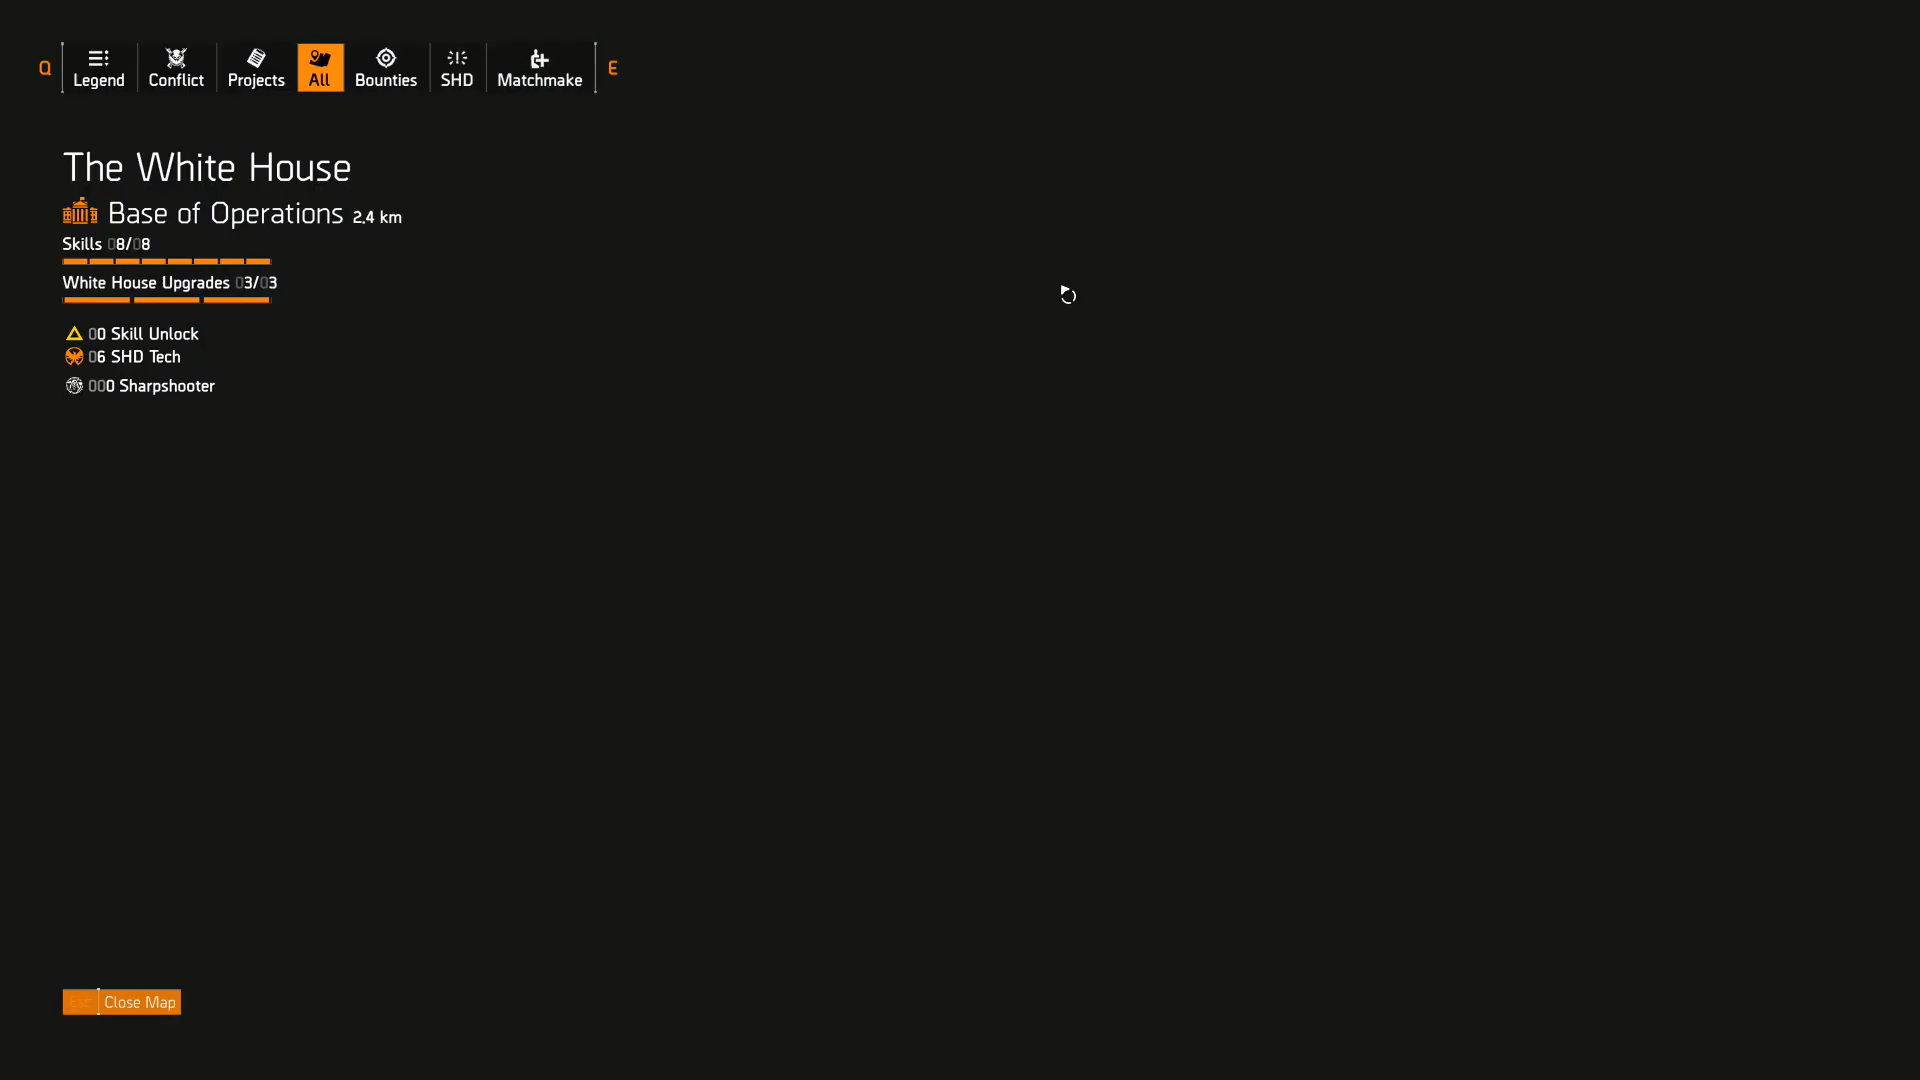 Q Legend Conflict Projects All Bounties SHD Matchmake E
The White House
Base of Operations 2.4 km
Skills 08/08
White House Upgrades 03/03
00 Skill Unlock
06 SHD Tech
000 Sharpshooter
Close Map